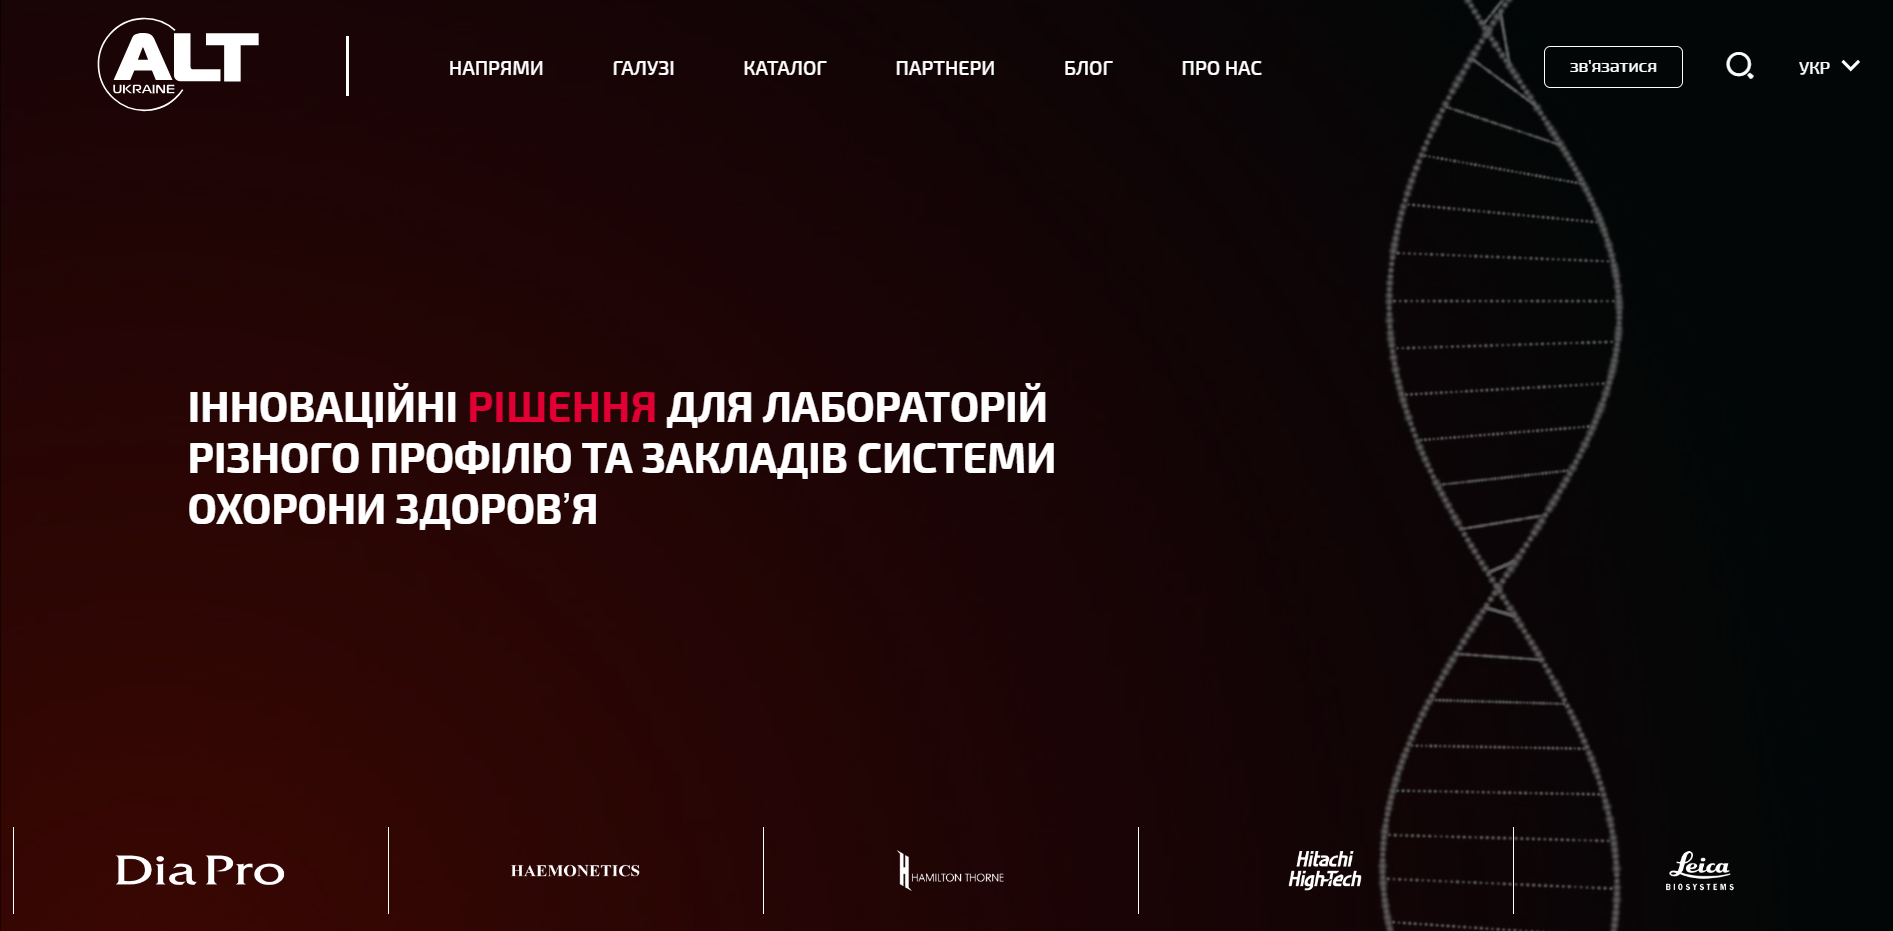 ALT
UKRAINE
НАПРЯМИ ГАЛУЗІ КАТАЛОГ ПАРТНЕРИ БЛОГ ПРО НАС
зв'язатися
УКР
ІННОВАЦІЙНІ РІШЕННЯ ДЛЯ ЛАБОРАТОРІЙ
РІЗНОГО ПРОФІЛЮ ТА ЗАКЛАДІВ СИСТЕМИ
ОХОРОНИ ЗДОРОВ’Я
Dia Pro
HAEMONETICS
HAMILTON THORNE
Hitachi
High-Tech
Leica
BIOSYSTEMS